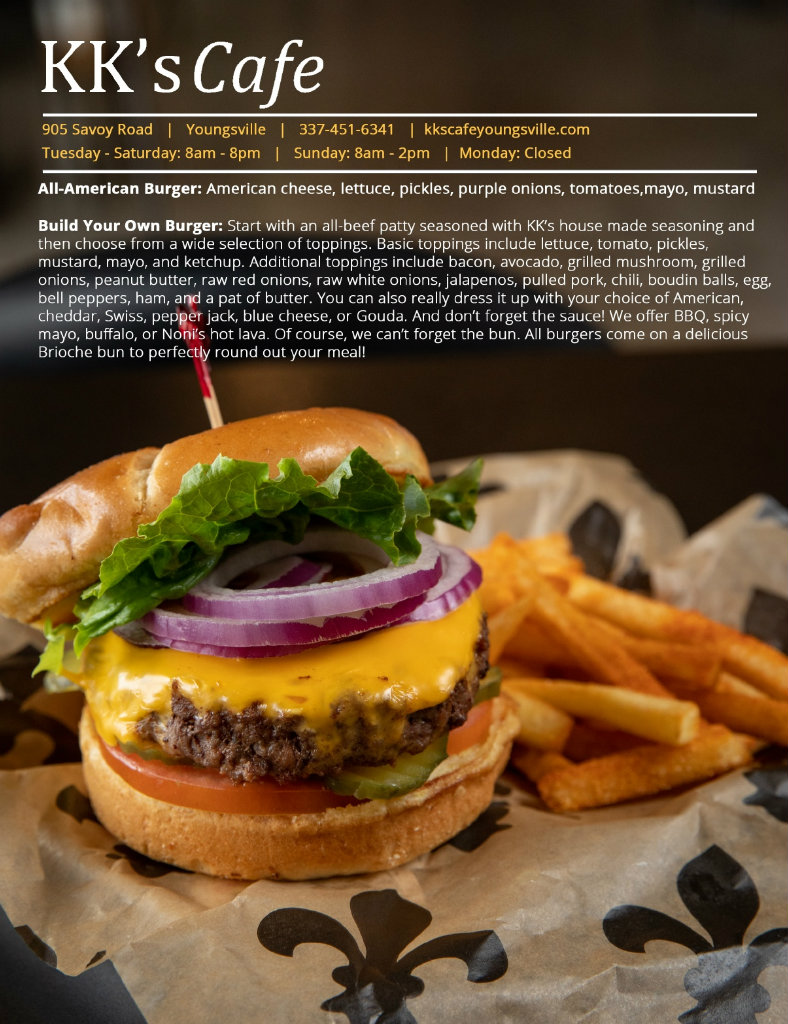 KK's Cafe
905 Savoy Road | Youngsville | 337-451-6341 | kkscafeyoungsville.com
Tuesday - Saturday: 8am - 8pm | Sunday: 8am - 2pm | Monday: Closed
All-American Burger: American cheese, lettuce, pickles, purple onions, tomatoes,mayo, mustard
Build Your Own Burger: Start with an all-beef patty seasoned with KK's house made seasoning and
then choose from a wide selection of toppings. Basic toppings include lettuce, tomato, pickles,
mustard, mayo, and ketchup. Additional toppings include bacon, avocado, grilled mushroom, grilled
onions, peanut butter, raw red onions, raw white onions, jalapenos, pulled pork, chili, boudin balls, egg,
bell peppers, ham, and a pat of butter. You can also really dress it up with your choice of American,
cheddar, Swiss, pepper jack, blue cheese, or Gouda. And don't forget the sauce! We offer BBQ, spicy
mayo, buffalo, or Noni's hot lava. Of course, we can't forget the bun. All burgers come on a delicious
Brioche bun to perfectly round out your meal!